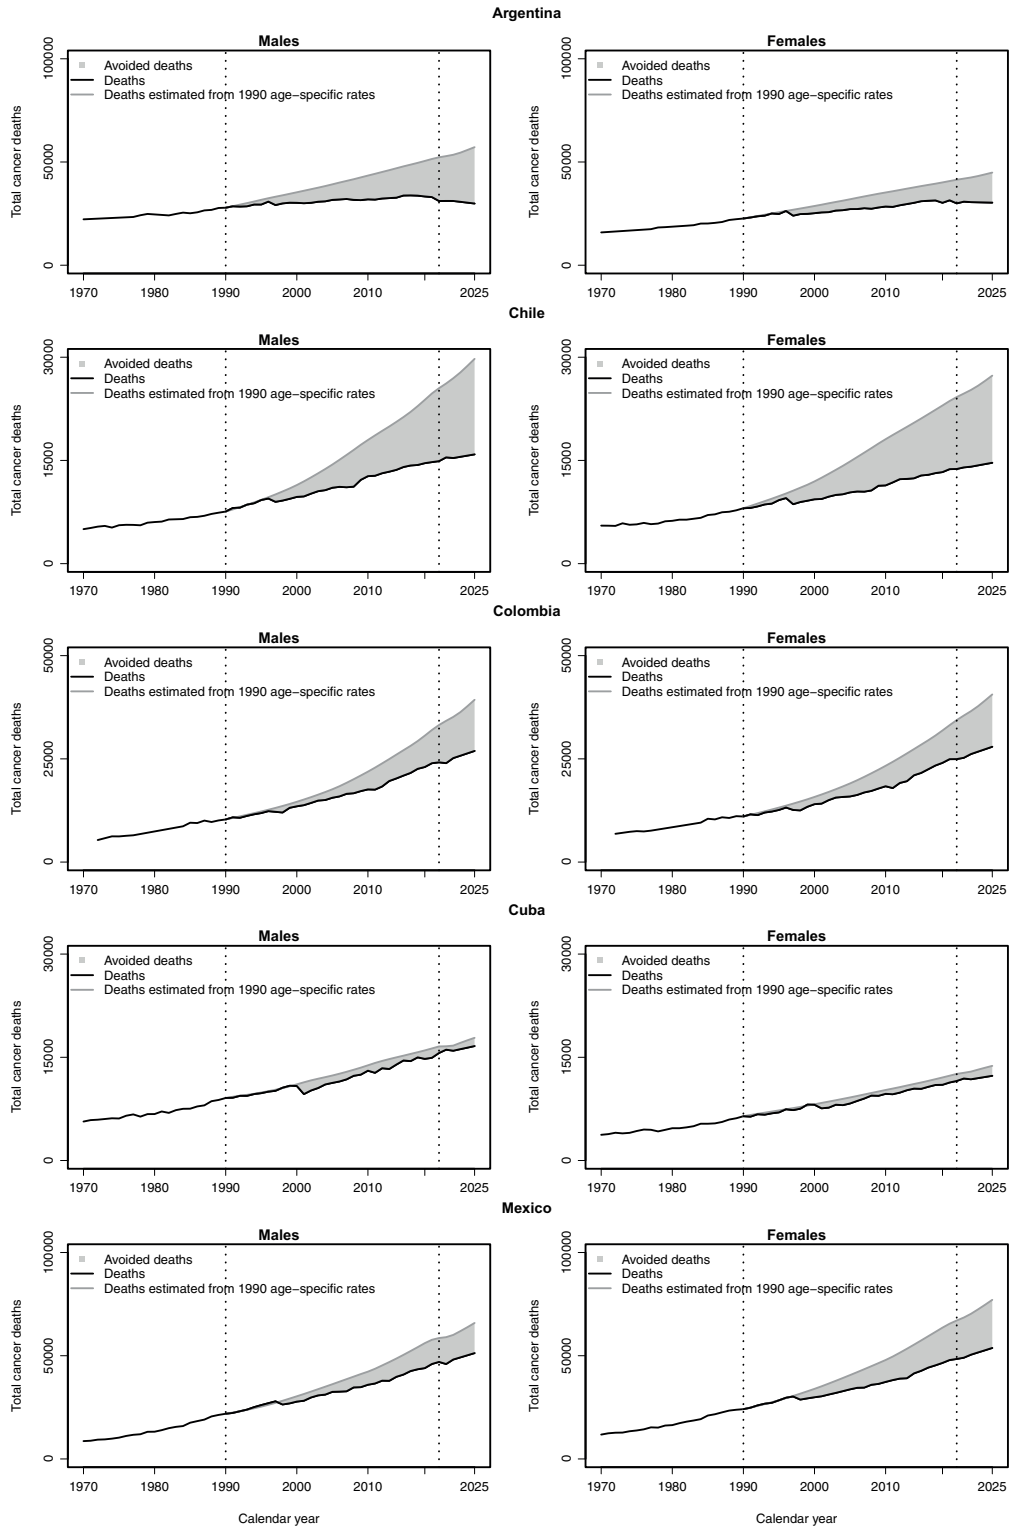 Argentina
Males
Females
Total cancer deaths
0 50000 100000
Avoided deaths
Deaths
Deaths estimated from 1990 age−specific rates
1970 1980 1990 2000 2010 2025
Total cancer deaths
0 50000 100000
Avoided deaths
Deaths
Deaths estimated from 1990 age−specific rates
1970 1980 1990 2000 2010 2025
Chile
Males
Females
Total cancer deaths
0 15000 30000
Avoided deaths
Deaths
Deaths estimated from 1990 age−specific rates
1970 1980 1990 2000 2010 2025
Total cancer deaths
0 15000 30000
Avoided deaths
Deaths
Deaths estimated from 1990 age−specific rates
1970 1980 1990 2000 2010 2025
Colombia
Males
Females
Total cancer deaths
0 25000 50000
Avoided deaths
Deaths
Deaths estimated from 1990 age−specific rates
1970 1980 1990 2000 2010 2025
Total cancer deaths
0 25000 50000
Avoided deaths
Deaths
Deaths estimated from 1990 age−specific rates
1970 1980 1990 2000 2010 2025
Cuba
Males
Females
Total cancer deaths
0 15000 30000
Avoided deaths
Deaths
Deaths estimated from 1990 age−specific rates
1970 1980 1990 2000 2010 2025
Total cancer deaths
0 15000 30000
Avoided deaths
Deaths
Deaths estimated from 1990 age−specific rates
1970 1980 1990 2000 2010 2025
Mexico
Males
Females
Total cancer deaths
0 50000 100000
Avoided deaths
Deaths
Deaths estimated from 1990 age−specific rates
1970 1980 1990 2000 2010 2025
Calendar year
Total cancer deaths
0 50000 100000
Avoided deaths
Deaths
Deaths estimated from 1990 age−specific rates
1970 1980 1990 2000 2010 2025
Calendar year